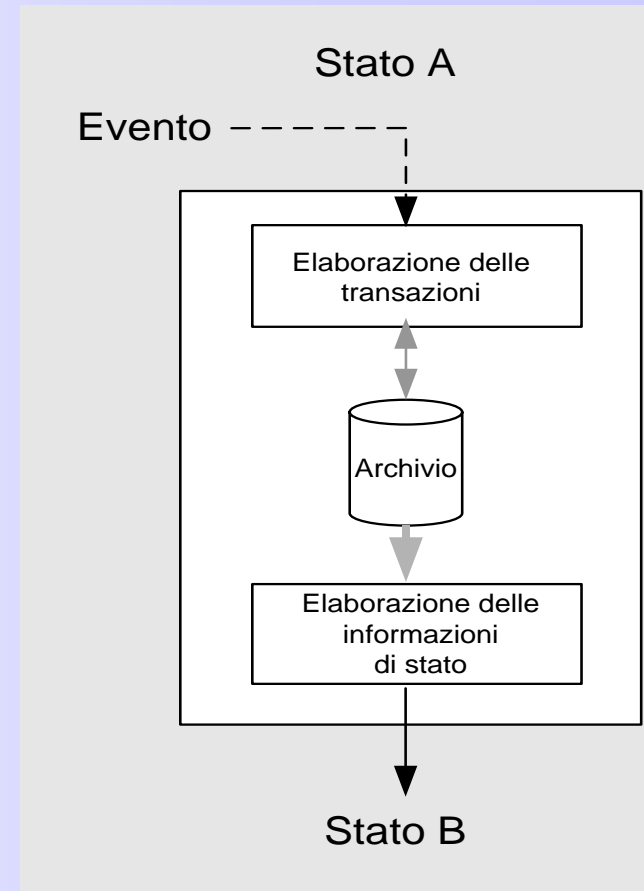 Stato A
Evento
Elaborazione delle
transazioni
Archivio
Elaborazione delle
informazioni
di stato
Stato B